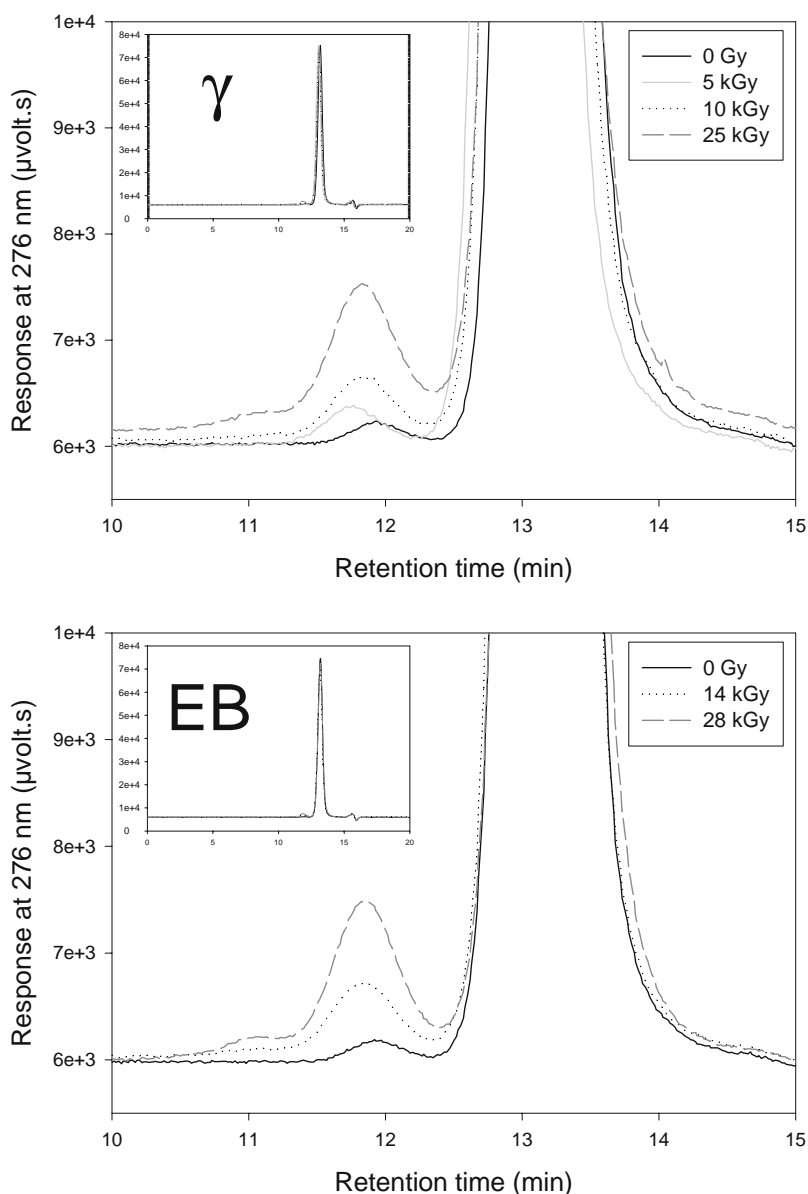 Response at 276 nm (µvolt.s)
1e+4
9e+3
8e+3
7e+3
6e+3
8e+4
7e+4
6e+4
5e+4
4e+4
3e+4
2e+4
1e+4
0
0 5 10 15 20
γ
0 Gy
5 kGy
10 kGy
25 kGy
10 11 12 13 14 15
Retention time (min)
Response at 276 nm (µvolt.s)
1e+4
9e+3
8e+3
7e+3
6e+3
8e+4
7e+4
6e+4
5e+4
4e+4
3e+4
2e+4
1e+4
0
0 5 10 15 20
EB
0 Gy
14 kGy
28 kGy
10 11 12 13 14 15
Retention time (min)